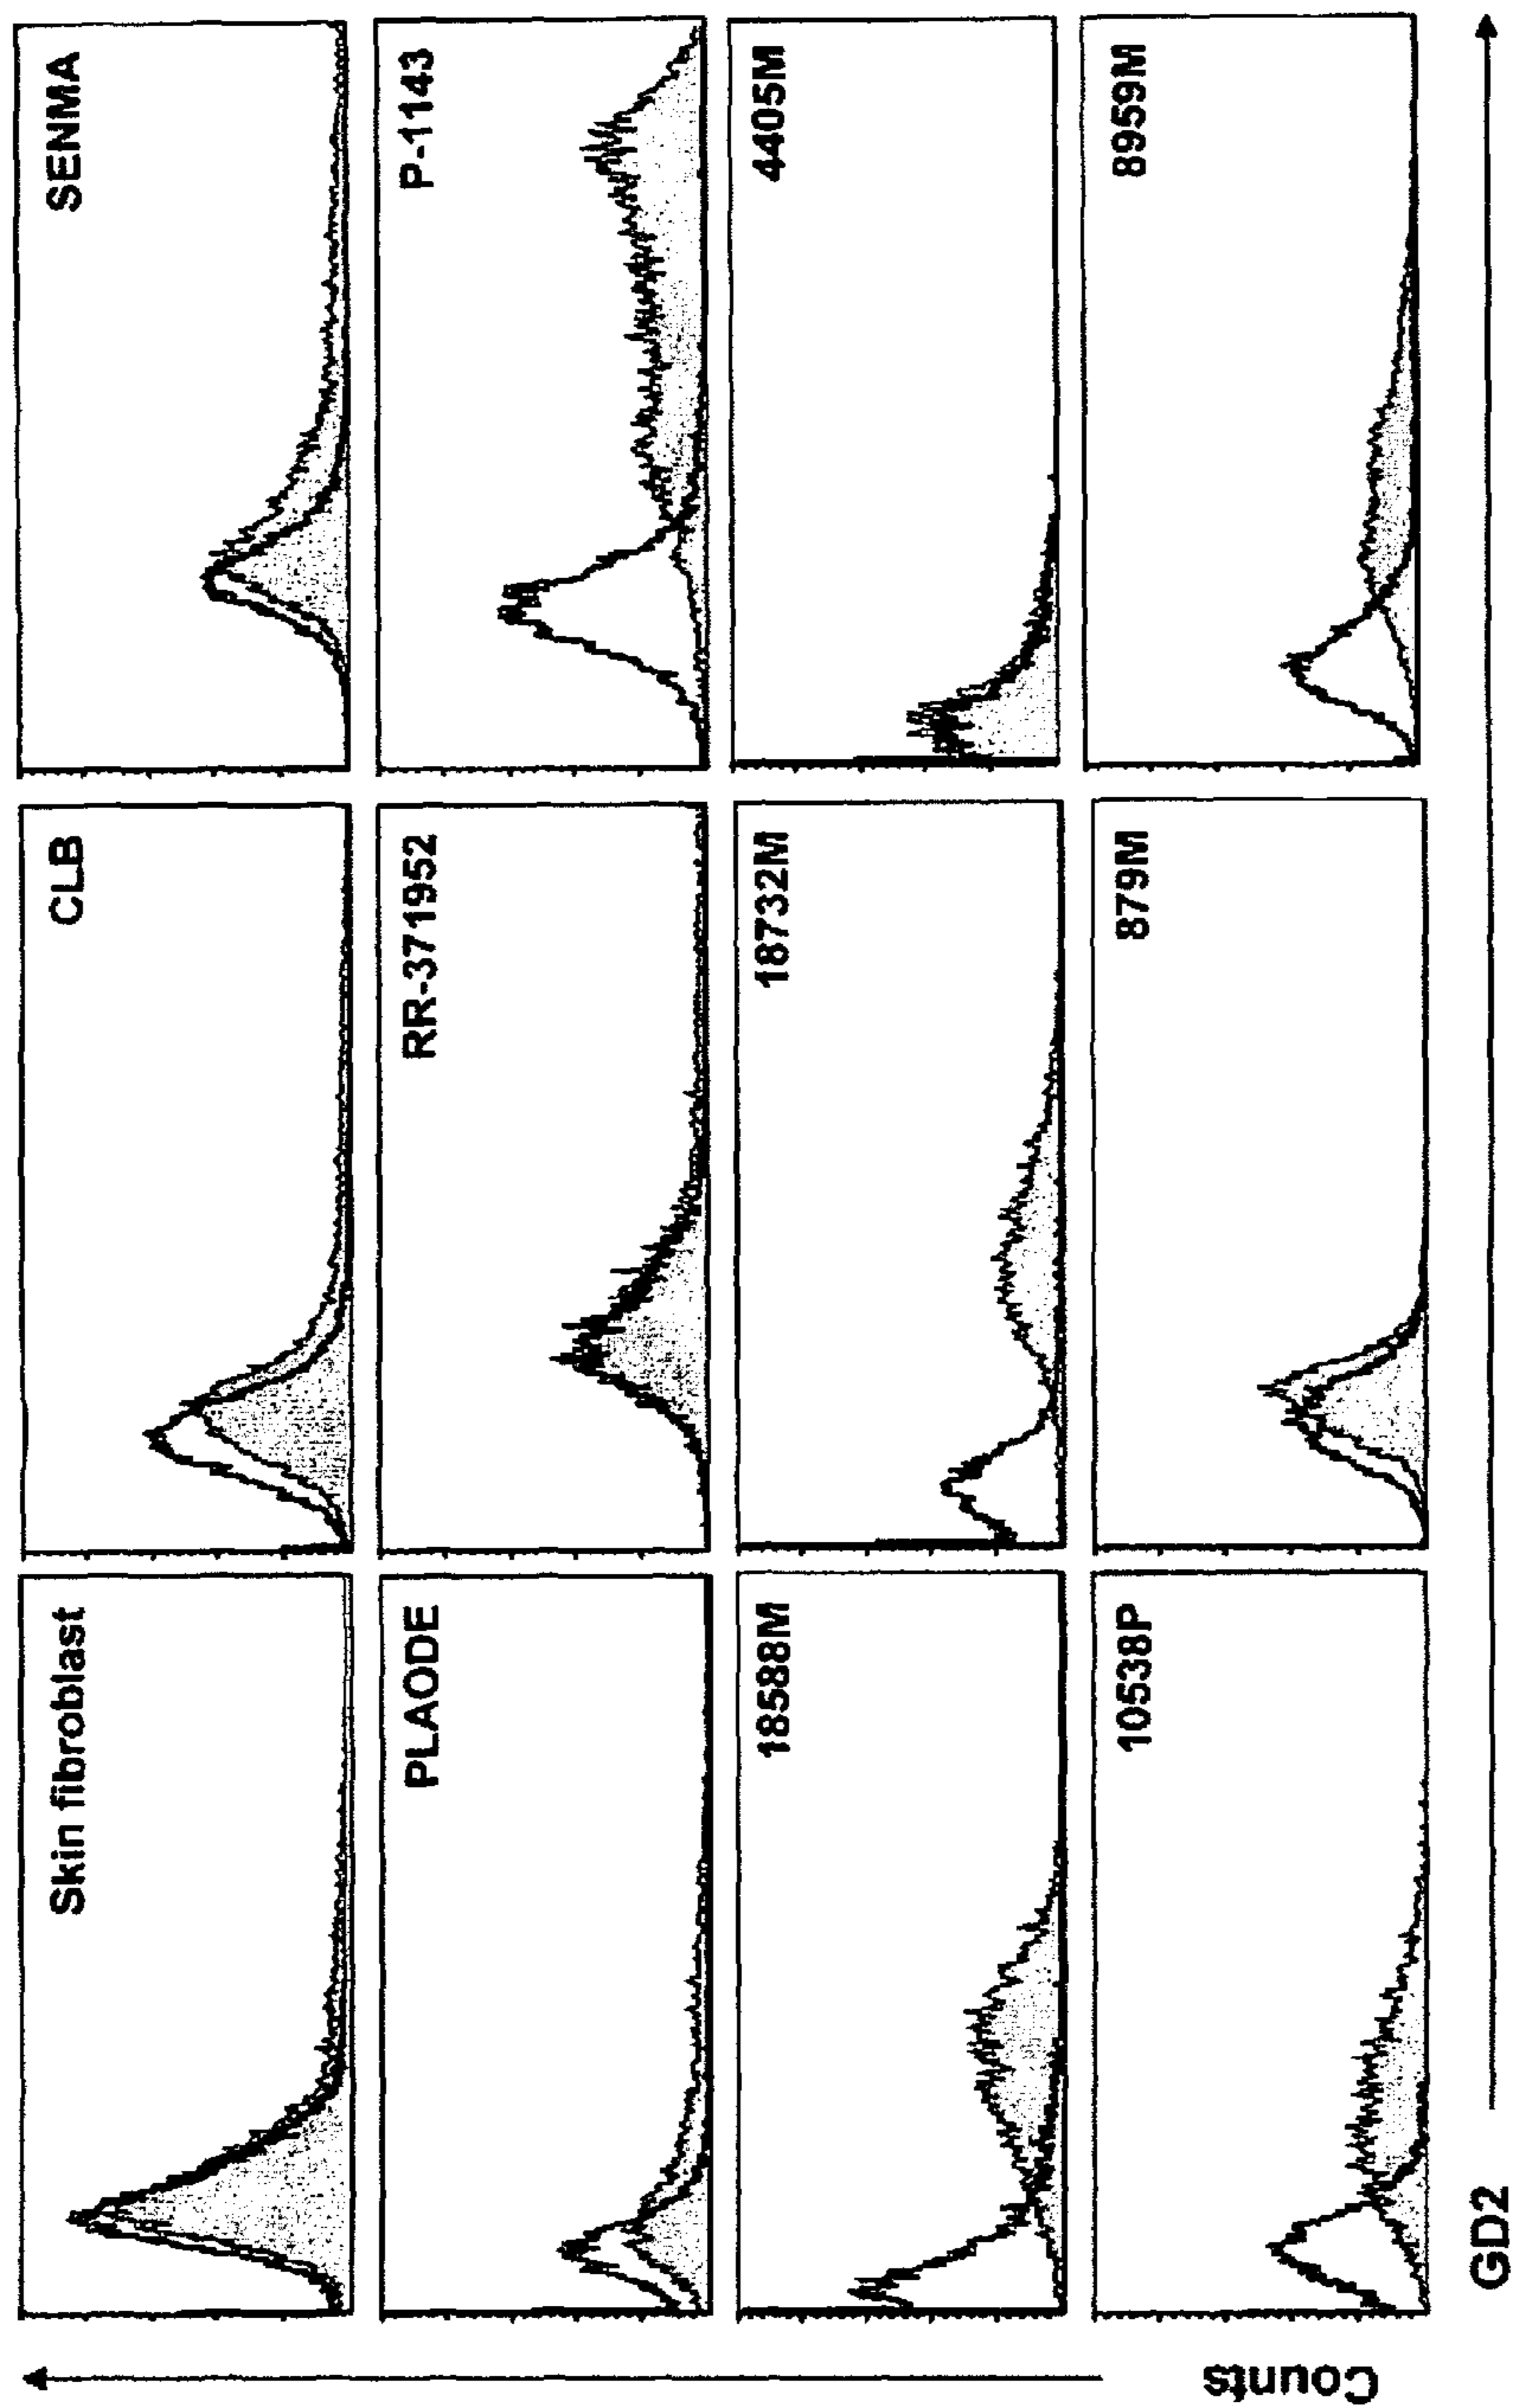 Skin fibroblast
CLB
SENMA
PLAODE
RR-371952
P-1143
18588M
18732M
4405M
10538P
879M
8959M
Counts
GD2